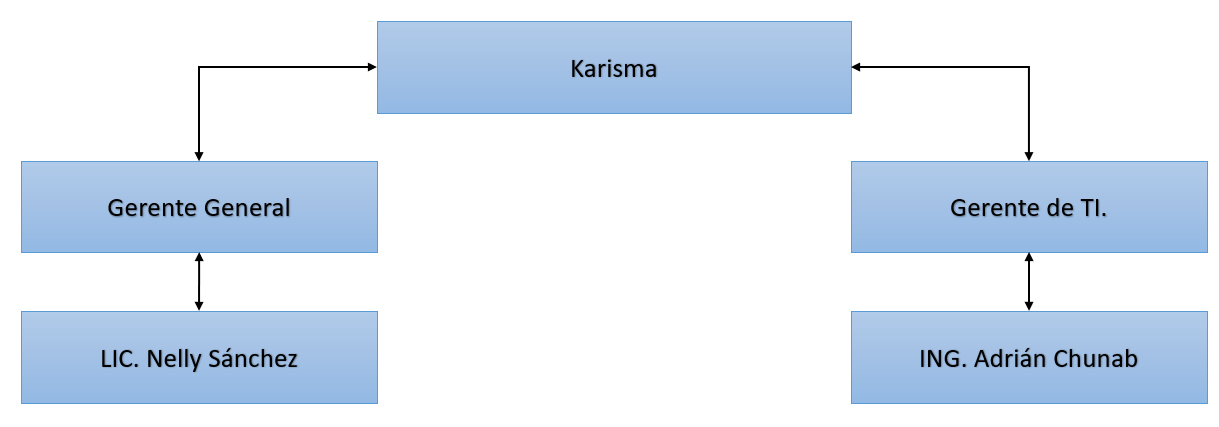 Karisma
Gerente General
Gerente de TI.
LIC. Nelly Sánchez
ING. Adrián Chunab